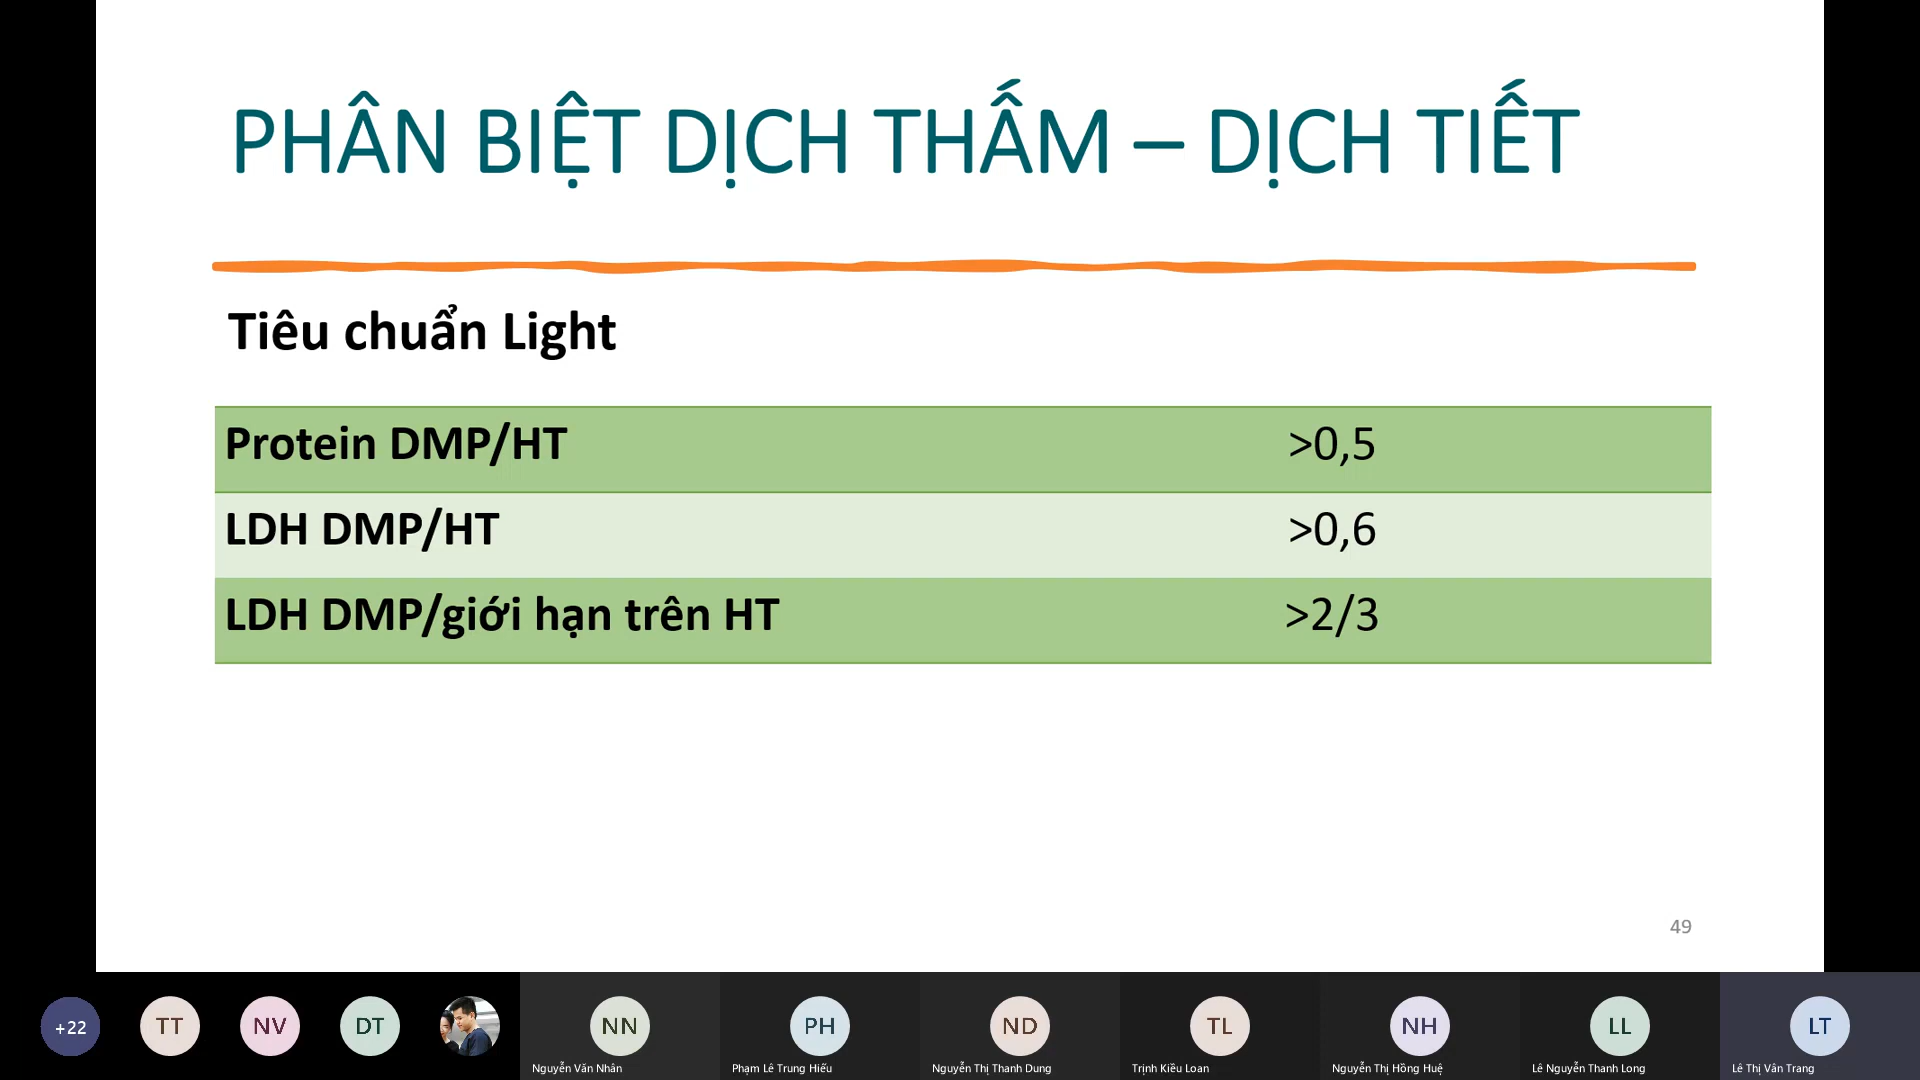 PHÂN BIỆT DỊCH THẤM – DỊCH TIẾT
Tiêu chuẩn Light
Protein DMP/HT >0,5
LDH DMP/HT >0,6
LDH DMP/giới hạn trên HT >2/3
49
+22 TT NV DT NN PH ND TL NH LL LT
Nguyễn Văn Nhân Phạm Lê Trung Hiếu Nguyễn Thị Thanh Dung Trịnh Kiều Loan Nguyễn Thị Hồng Huệ Lê Nguyễn Thanh Long Lê Thị Vân Trang